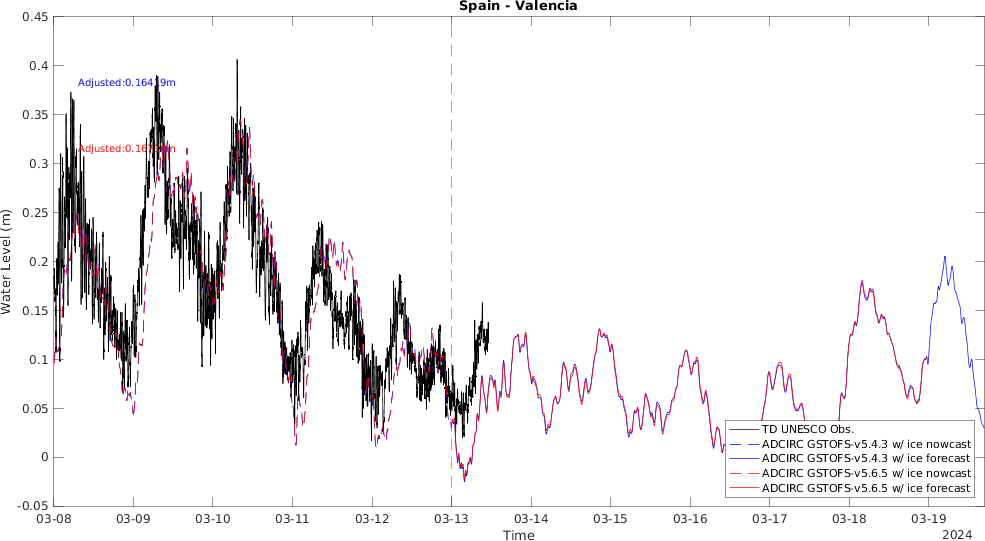 Spain - Valencia
0.45
0.4
0.35
0.3
0.25
0.2
0.15
0.1
0.05
0
-0.05
Water Level (m)
Adjusted:0.16419m
03-08 03-09 03-10 03-11 03-12 03-13 03-14 03-15 03-16 03-17 03-18 03-19
2024
Time
TD UNESCO Obs.
ADCIRC GSTOFS-v5.4.3 w/ ice nowcast
ADCIRC GSTOFS-v5.4.3 w/ ice forecast
ADCIRC GSTOFS-v5.6.5 w/ ice nowcast
ADCIRC GSTOFS-v5.6.5 w/ ice forecast